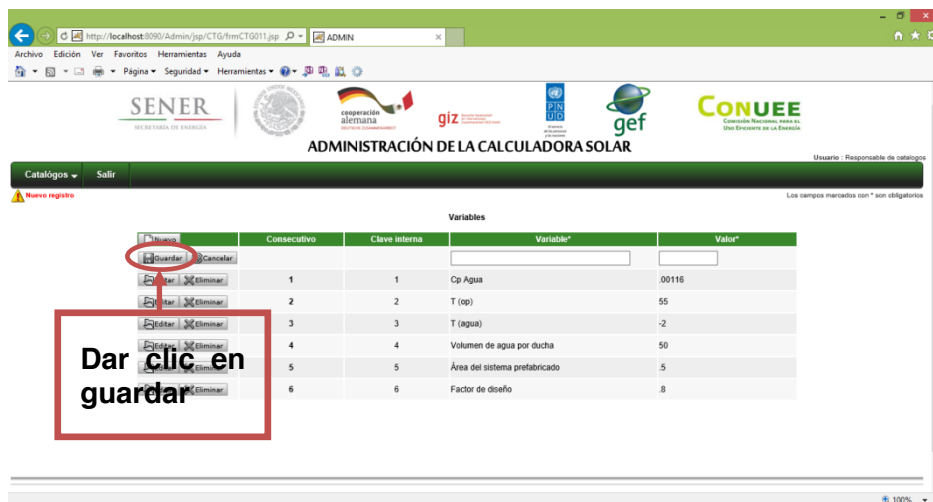 http://localhost:8090/Admin/jsp/CTG/frmCTG011.jsp
ADMIN
Archivo Edición Ver Favoritos Herramientas Ayuda
Página Seguridad Herramientas
SENER
SECRETARÍA DE ENERGÍA
cooperación
alemana
DEUTSCHE ZUSAMMENARBEIT
giz
P N
U D
gef
CONUEE
COMISIÓN NACIONAL PARA EL
USO EFICIENTE DE LA ENERGÍA
ADMINISTRACIÓN DE LA CALCULADORA SOLAR
Usuario : Responsable de catalogos
Catalógos Salir
Nuevo registro Los campos marcados con * son obligatorios
Variables
Nuevo Consecutivo Clave interna Variable* Valor*
Guardar Cancelar
Editar Eliminar 1 1 Cp Agua .00116
Editar Eliminar 2 2 T (op) 55
Editar Eliminar 3 3 T (agua) -2
Editar Eliminar 4 4 Volumen de agua por ducha 50
Editar Eliminar 5 5 Área del sistema prefabricado .5
Editar Eliminar 6 6 Factor de diseño .8
Dar clic en
guardar
100%